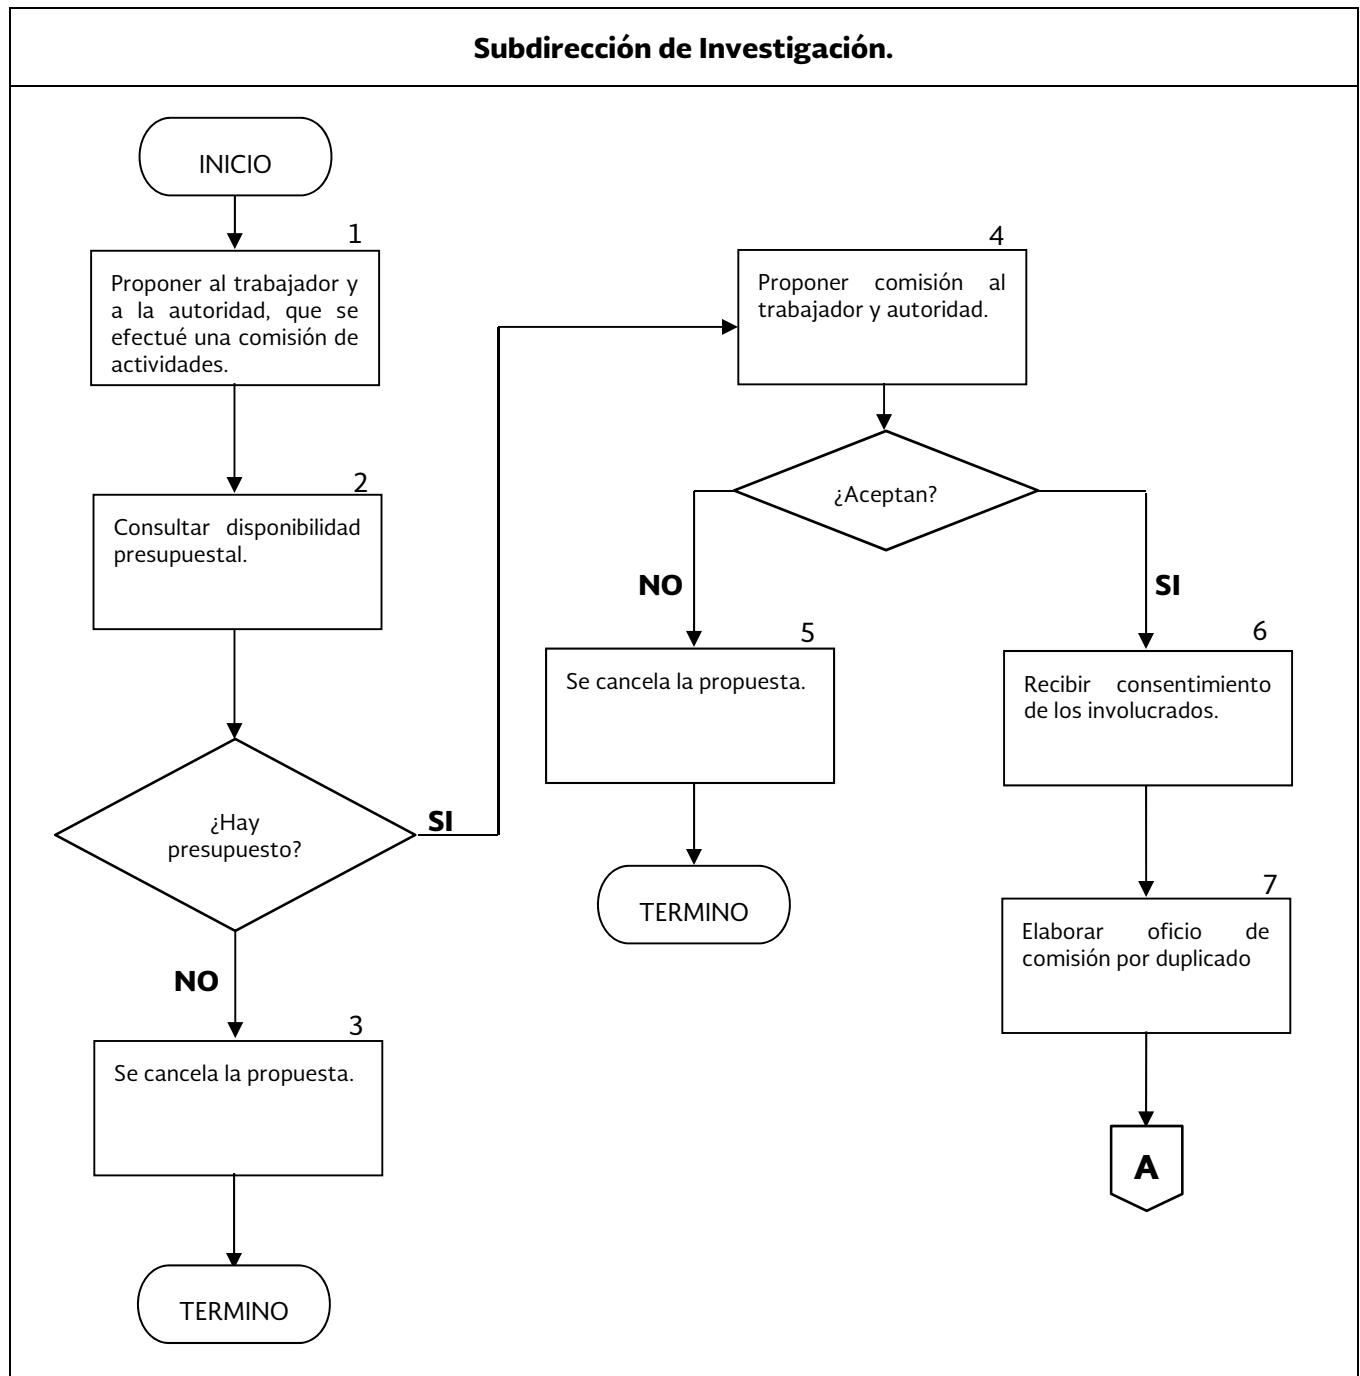 Subdirección de Investigación.
INICIO
1
Proponer al trabajador y
a la autoridad, que se
efectué una comisión de
actividades.
2
Consultar disponibilidad
presupuestal.
¿Hay
presupuesto?
SI
NO
3
Se cancela la propuesta.
TERMINO
4
Proponer comisión al
trabajador y autoridad.
¿Aceptan?
NO
5
Se cancela la propuesta.
TERMINO
SI
6
Recibir consentimiento
de los involucrados.
7
Elaborar oficio de
comisión por duplicado
A